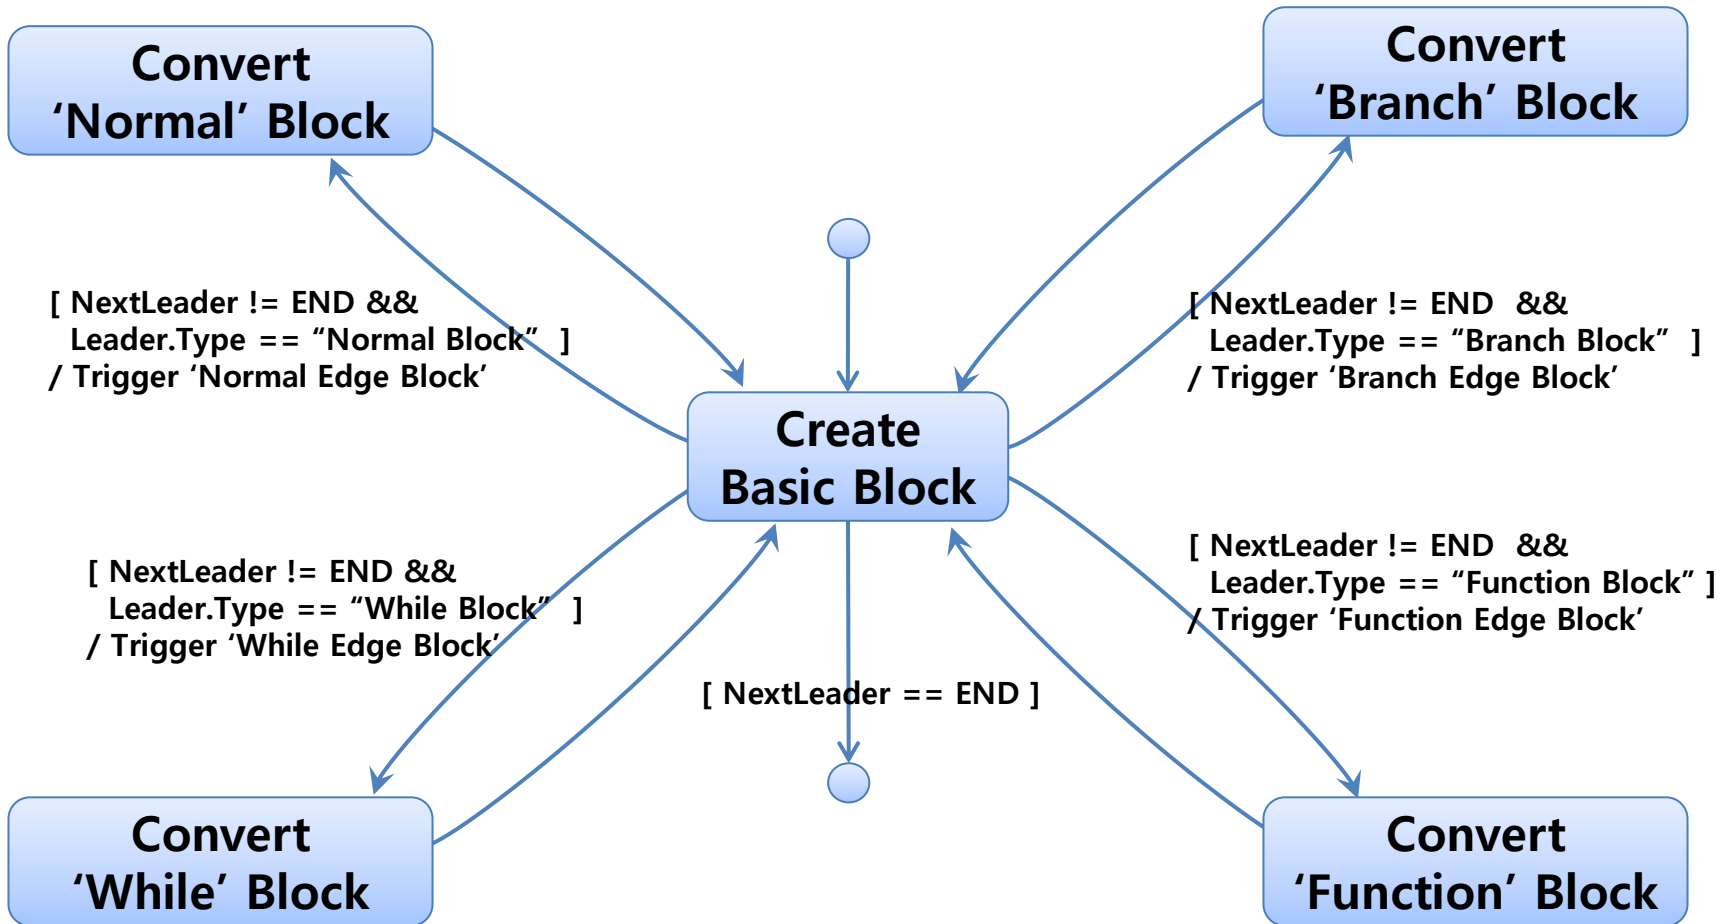 Convert
‘Normal’ Block
Convert
‘Branch’ Block
[ NextLeader != END &&
Leader.Type == “Normal Block” ]
/ Trigger ‘Normal Edge Block’
[ NextLeader != END &&
Leader.Type == “Branch Block” ]
/ Trigger ‘Branch Edge Block’
Create
Basic Block
[ NextLeader != END &&
Leader.Type == “While Block” ]
/ Trigger ‘While Edge Block’
[ NextLeader != END &&
Leader.Type == “Function Block” ]
/ Trigger ‘Function Edge Block’
[ NextLeader == END ]
Convert
‘While’ Block
Convert
‘Function’ Block